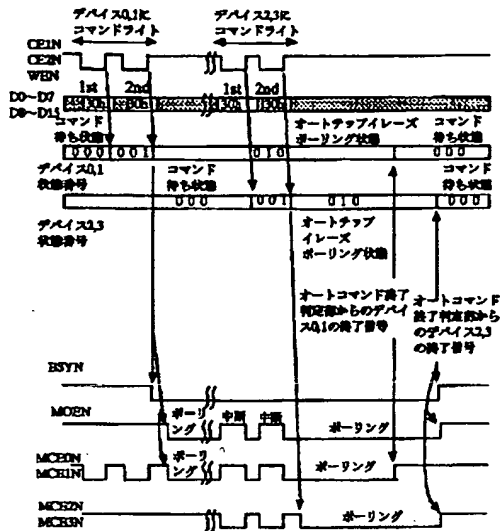 デバイス0,1に
コマンドライト
デバイス2,3に
コマンドライト
CE1N
CE2N
WEN
1st 2nd 1st 2nd
D0～D7
D8～D15
30h 30h 30h 30h
コマンド
待ち状態
オートチップイレーズ
ポーリング状態
コマンド
待ち状態
000 001 010 000
デバイス0,1
状態番号
コマンド
待ち状態
コマンド
待ち状態
000 001 010 000
デバイス2,3
状態番号
オートチップ
イレーズ
ポーリング状態
オートコマンド終了
判定部からのデバイ
ス0,1の終了信号
オートコマンド
終了判定部から
のデバイス2,3
の終了信号
BSYN
MOEN
ポーリ
ング
中断 中断
ポーリング
MCE0N
MCE1N
ポーリ
ング
ポーリング
MCE2N
MCE3N
ポーリング